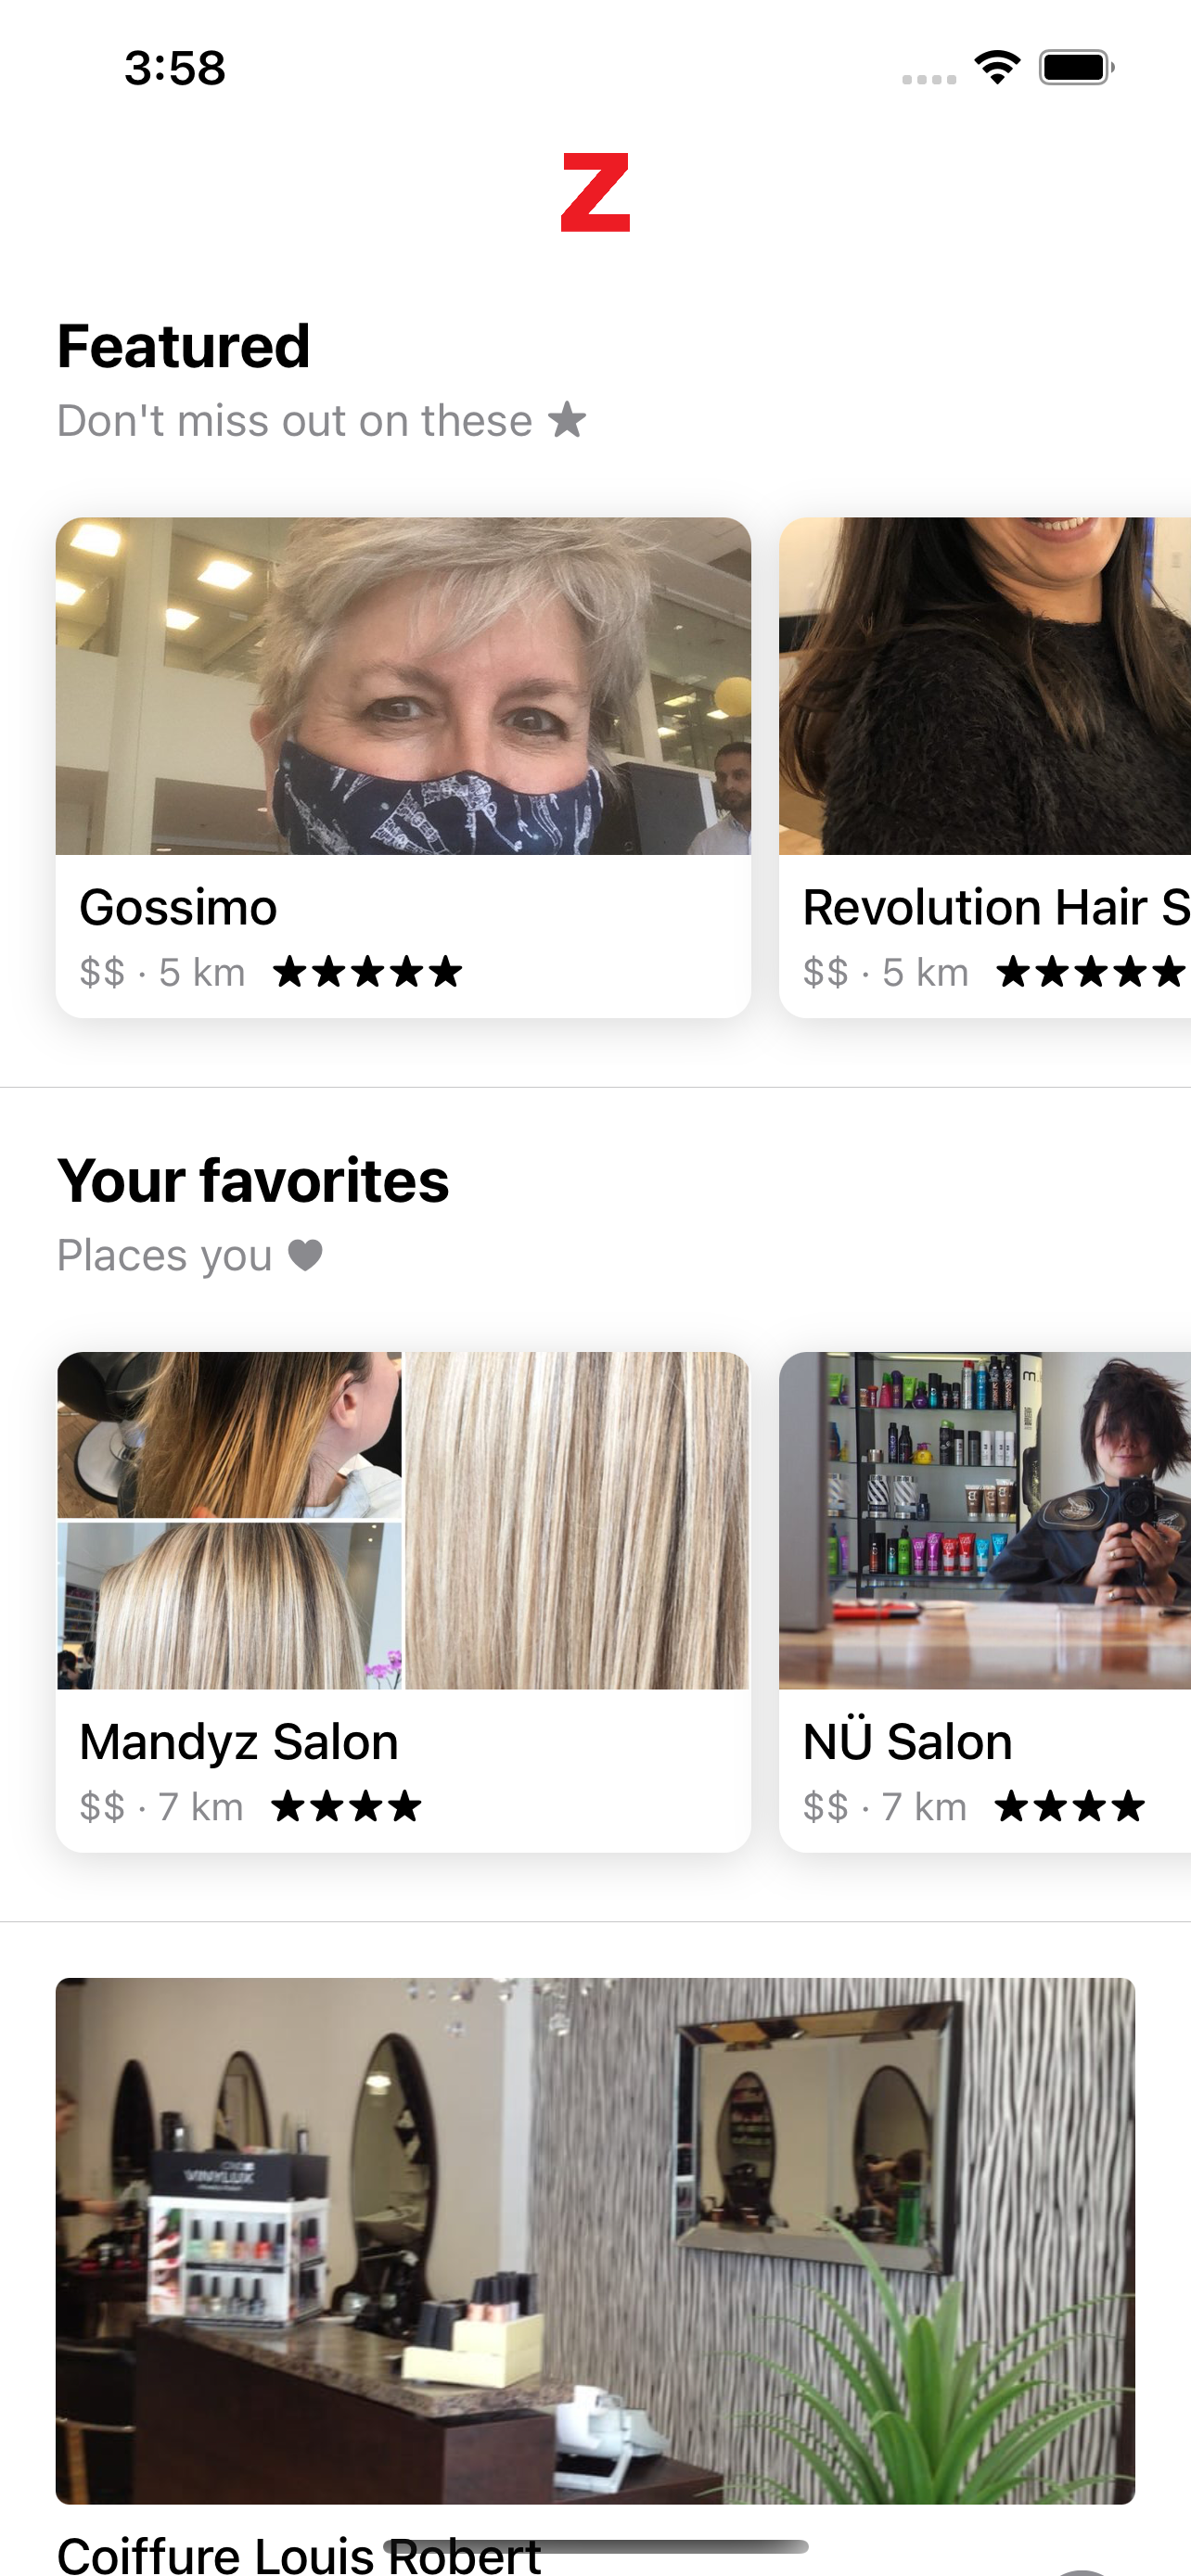 3:58
Z
Featured
Don't miss out on these ★
Gossimo
$$ · 5 km ★★★★★
Revolution Hair S
$$ · 5 km ★★★★★
Your favorites
Places you ♥
Mandyz Salon
$$ · 7 km ★★★★
NÜ Salon
$$ · 7 km ★★★★
VINYLUX
Coiffure Louis Robert